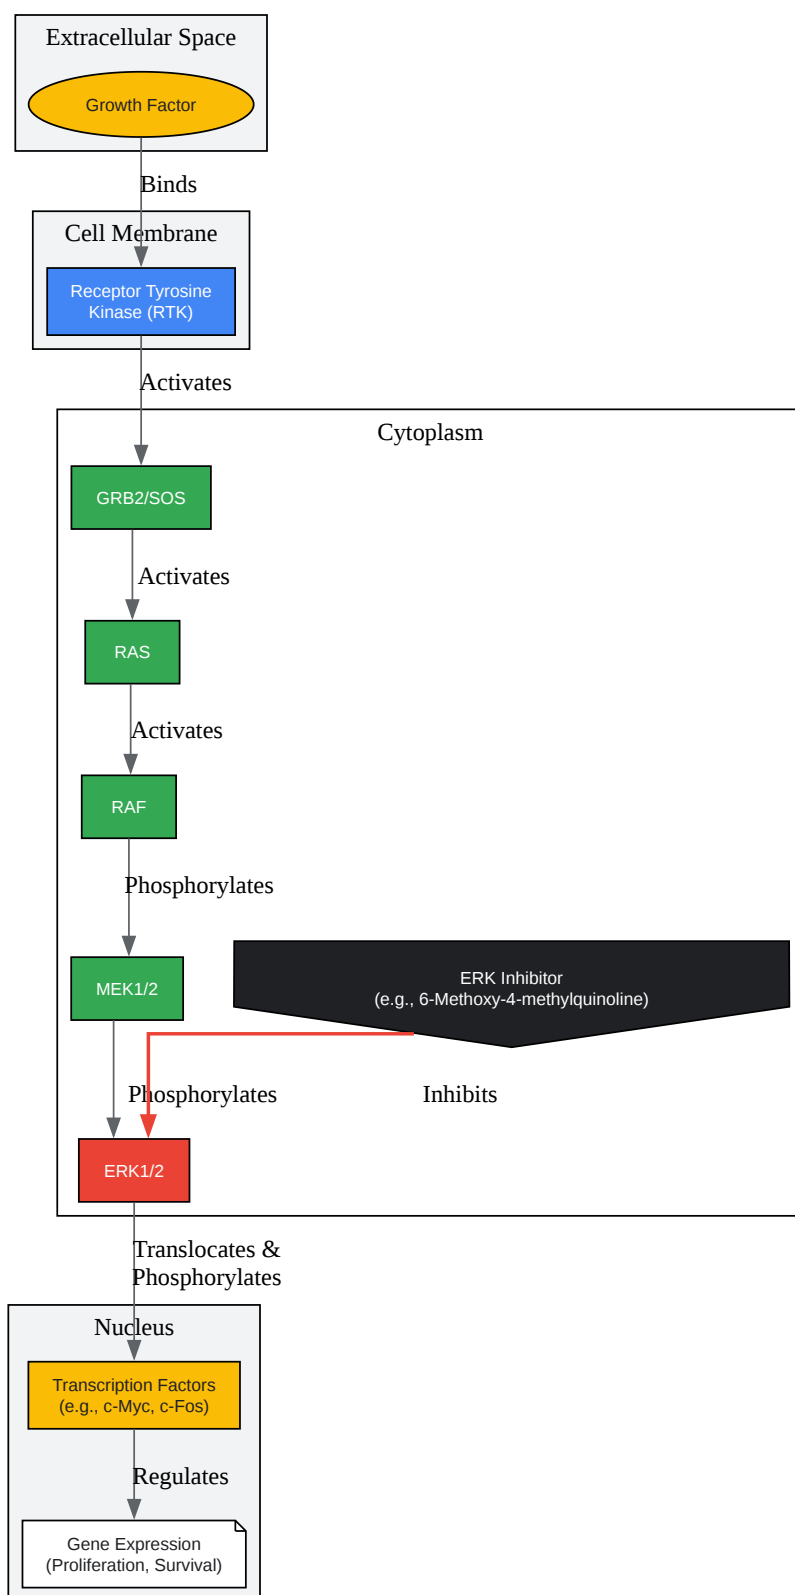 Extracellular Space
Growth Factor
Binds
Cell Membrane
Receptor Tyrosine
Kinase (RTK)
Activates
Cytoplasm
GRB2/SOS
Activates
RAS
Activates
RAF
Phosphorylates
ERK Inhibitor
(e.g., 6-Methoxy-4-methylquinoline)
MEK1/2
Phosphorylates
Inhibits
ERK1/2
Translocates &
Phosphorylates
Nucleus
Transcription Factors
(e.g., c-Myc, c-Fos)
Regulates
Gene Expression
(Proliferation, Survival)